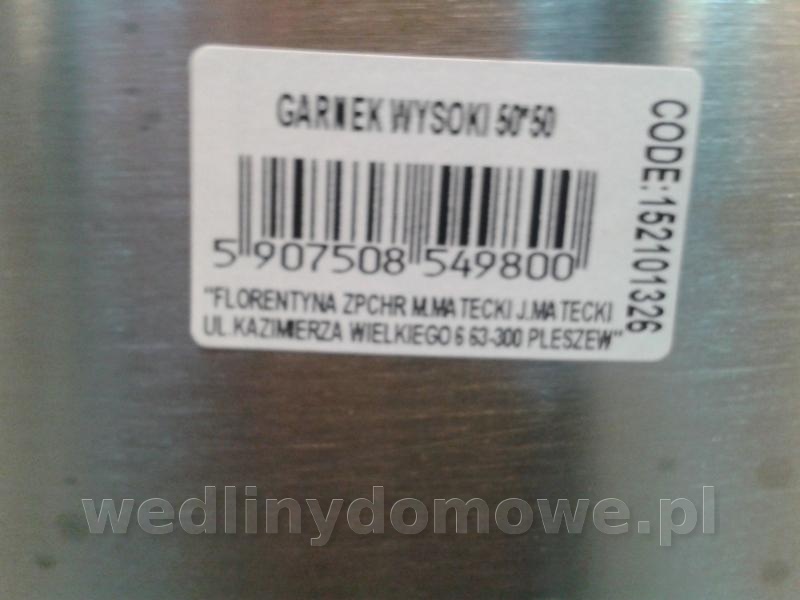 GARNEK WYSOKI 50*50
5 907508 549800
"FLORENTYNA ZPCHR M.MATECKI J.MATECKI
UL.KAZIMIERZA WIELKIEGO 6 63-300 PLESZEW"
CODE:152101326
wedlinydomowe.pl